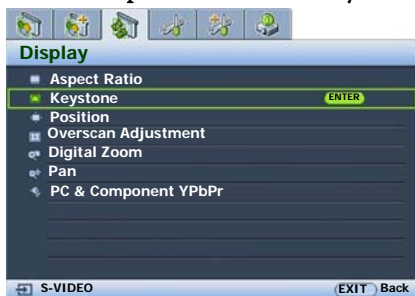 Display
Aspect Ratio
Keystone ENTER
Position
Overscan Adjustment
Digital Zoom
Pan
PC & Component YPbPr
S-VIDEO EXIT Back